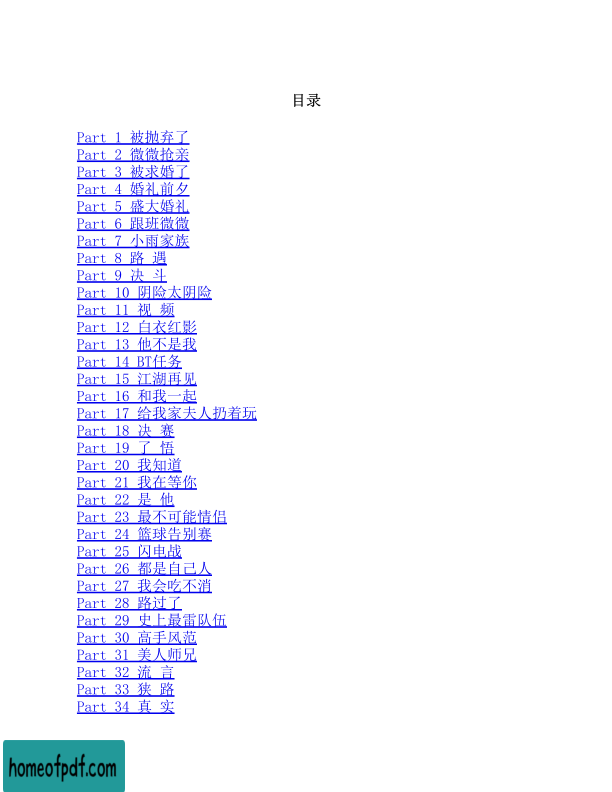 目录
Part 1 被抛弃了
Part 2 微微抢亲
Part 3 被求婚了
Part 4 婚礼前夕
Part 5 盛大婚礼
Part 6 跟班微微
Part 7 小雨家族
Part 8 路 遇
Part 9 决 斗
Part 10 阴险太阴险
Part 11 视 频
Part 12 白衣红影
Part 13 他不是我
Part 14 BT任务
Part 15 江湖再见
Part 16 和我一起
Part 17 给我家夫人扔着玩
Part 18 决 赛
Part 19 了 悟
Part 20 我知道
Part 21 我在等你
Part 22 是 他
Part 23 最不可能情侣
Part 24 篮球告别赛
Part 25 闪电战
Part 26 都是自己人
Part 27 我会吃不消
Part 28 路过了
Part 29 史上最雷队伍
Part 30 高手风范
Part 31 美人师兄
Part 32 流 言
Part 33 狭 路
Part 34 真 实
homeofpdf.com